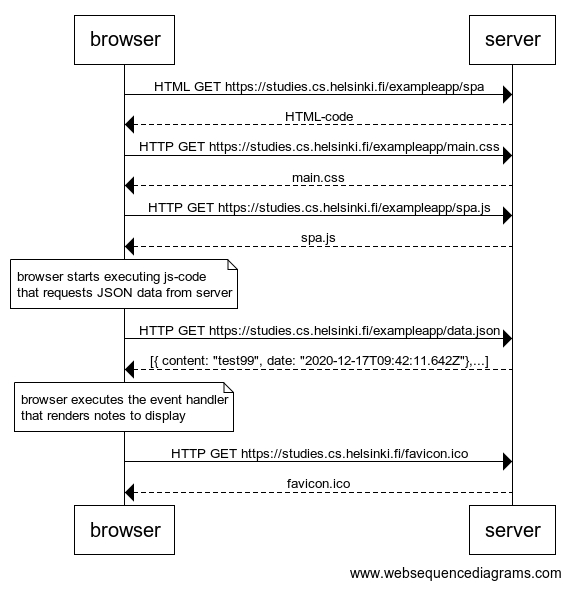 browser
server
HTML GET https://studies.cs.helsinki.fi/exampleapp/spa
HTML-code
HTTP GET https://studies.cs.helsinki.fi/exampleapp/main.css
main.css
HTTP GET https://studies.cs.helsinki.fi/exampleapp/spa.js
spa.js
browser starts executing js-code
that requests JSON data from server
HTTP GET https://studies.cs.helsinki.fi/exampleapp/data.json
[{ content: "test99", date: "2020-12-17T09:42:11.642Z"},...]
browser executes the event handler
that renders notes to display
HTTP GET https://studies.cs.helsinki.fi/favicon.ico
favicon.ico
browser
server
www.websequencediagrams.com